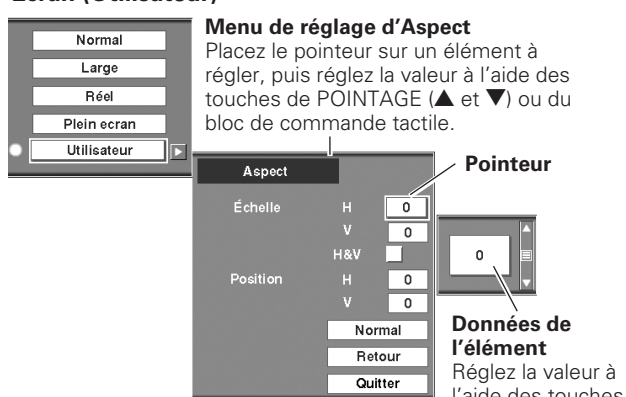 Écran (Utilisateur)
Normal
Large
Réel
Plein ecran
Utilisateur
Menu de réglage d’Aspect
Placez le pointeur sur un élément à
régler, puis réglez la valeur à l’aide des
touches de POINTAGE (▲ et ▼) ou du
bloc de commande tactile.
Pointeur
Aspect
Échelle H 0
V 0
H&V
Position H 0
V 0
Normal
Retour
Quitter
0
Données de
l’élément
Réglez la valeur à
l’aide des touches